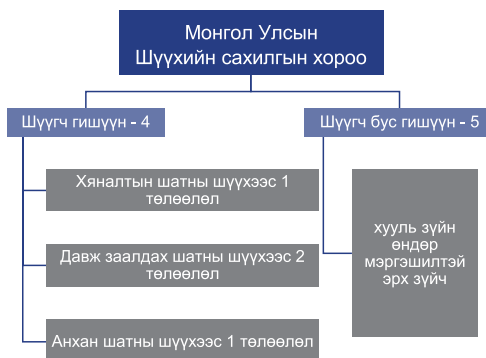 Монгол Улсын
Шүүхийн сахилгын хороо
Шүүгч гишүүн - 4
Шүүгч бус гишүүн - 5
Хяналтын шатны шүүхээс 1
төлөөлөл
Давж заалдах шатны шүүхээс 2
төлөөлөл
Анхан шатны шүүхээс 1 төлөөлөл
хууль зүйн
өндөр
мэргэшилтэй
эрх зүйч